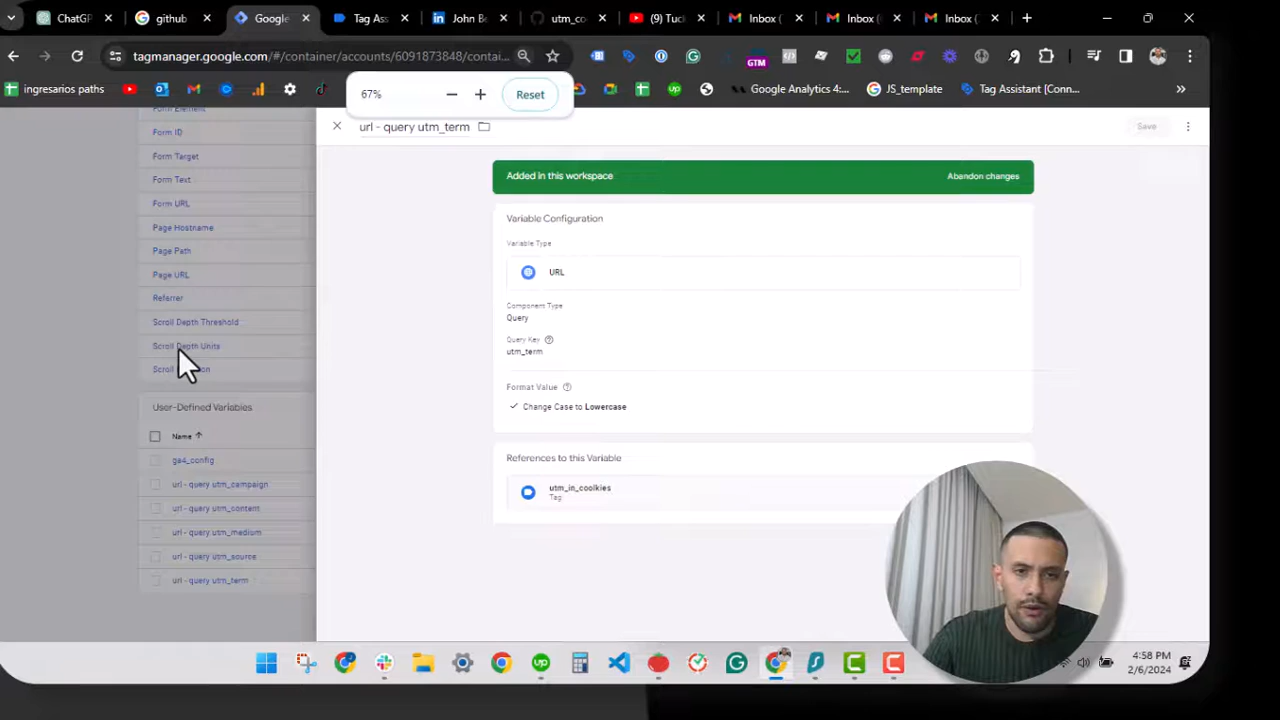 ChatGP
github
Google
Tag Ass
John Be
utm_co
(9) Tuck
Inbox (
Inbox (
Inbox (
tagmanager.google.com/#/container/accounts/6091873848/contai...
ingresarios paths
67%
Reset
GTM
Google Analytics 4:...
JS_template
Tag Assistant [Conn...
Form Element
Form ID
Form Target
Form Text
Form URL
Page Hostname
Page Path
Page URL
Referrer
Scroll Depth Threshold
Scroll Depth Units
User-Defined Variables
Name
ga4_config
url - query utm_campaign
url - query utm_content
url - query utm_medium
url - query utm_source
url - query utm_term
url - query utm_term
Save
Added in this workspace
Abandon changes
Variable Configuration
Variable Type
URL
Component Type
Query
Query Key
utm_term
Format Value
Change Case to Lowercase
References to this Variable
utm_in_coolkies
Tag
4:58 PM
2/6/2024